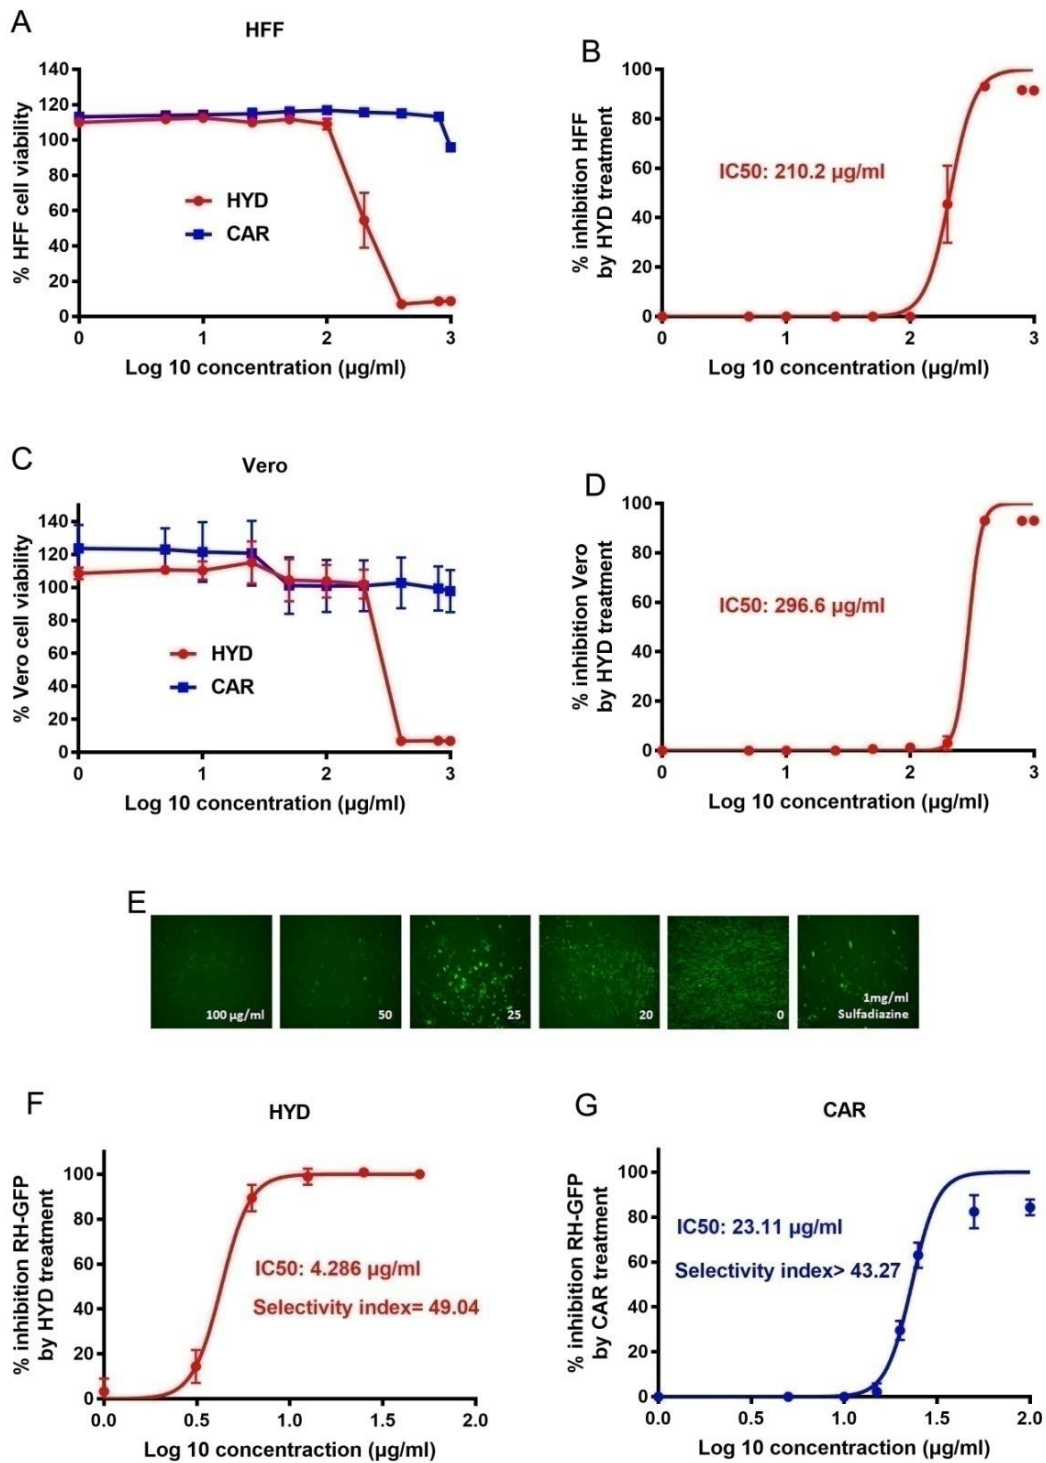 A
HFF
140
120
100
80
60
40
20
0
% HFF cell viability
HYD
CAR
0 1 2 3
Log 10 concentration (µg/ml)
B
100
80
60
40
20
0
% inhibition HFF
by HYD treatment
IC50: 210.2 µg/ml
0 1 2 3
Log 10 concentration (µg/ml)
C
Vero
140
120
100
80
60
40
20
0
% Vero cell viability
HYD
CAR
0 1 2 3
Log 10 concentration (µg/ml)
D
100
80
60
40
20
0
% inhibition Vero
by HYD treatment
IC50: 296.6 µg/ml
0 1 2 3
Log 10 concentration (µg/ml)
E
100 µg/ml
50
25
20
0
1mg/ml
Sulfadiazine
F
HYD
100
80
60
40
20
0
% inhibition RH-GFP
by HYD treatment
IC50: 4.286 µg/ml
Selectivity index= 49.04
0.0 0.5 1.0 1.5 2.0
Log 10 concentraction (µg/ml)
G
CAR
100
80
60
40
20
0
% inhibition RH-GFP
by CAR treatment
IC50: 23.11 µg/ml
Selectivity index> 43.27
0.0 0.5 1.0 1.5 2.0
Log 10 concentraction (µg/ml)